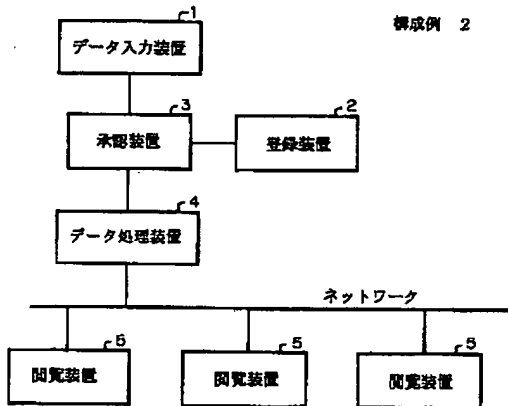 構成例 2
1
データ入力装置
3
承認装置
2
登録装置
4
データ処理装置
ネットワーク
5
閲覧装置
5
閲覧装置
5
閲覧装置